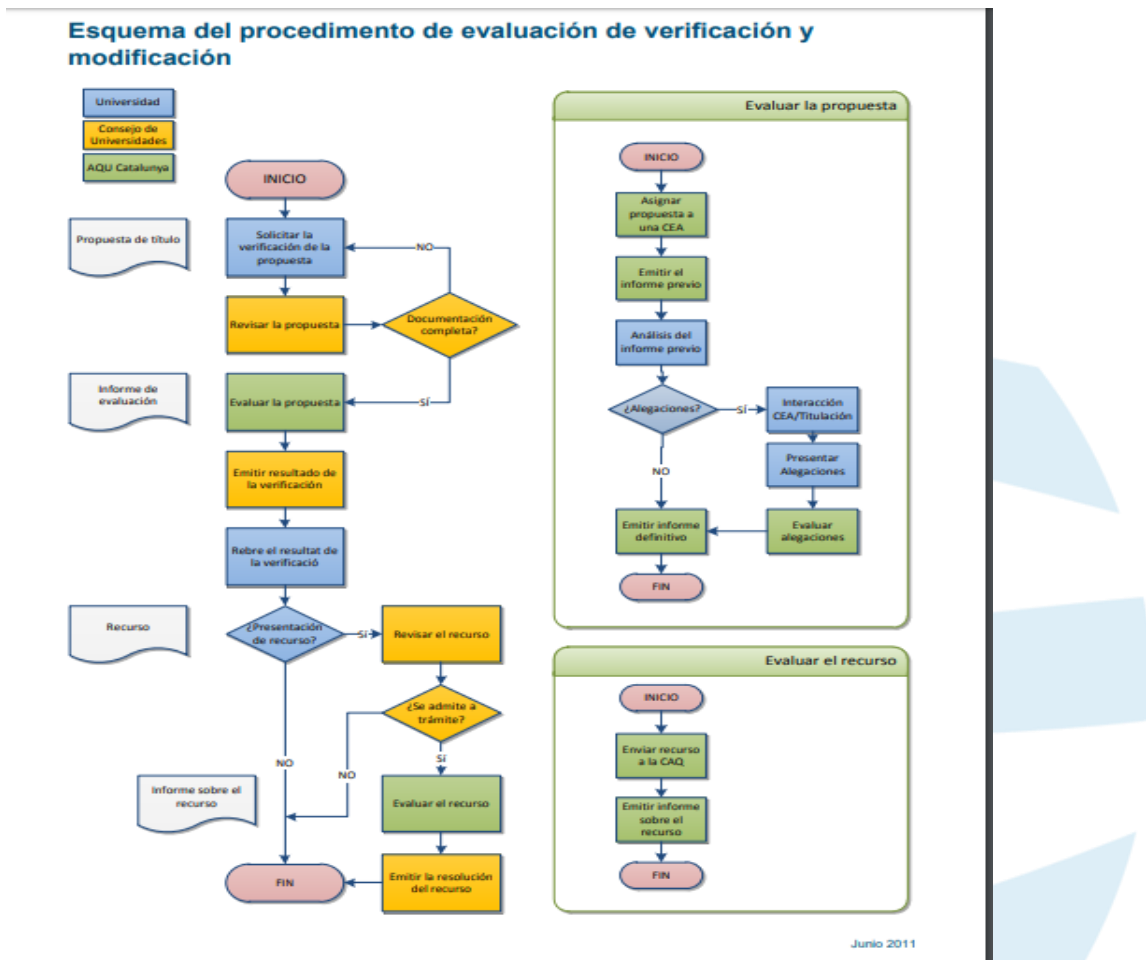 Esquema del procedimiento de evaluación de verificación y
modificación
Universidad
Consejo de
Universidades
AQU Catalunya
INICIO
Propuesta de título
Solicitar la
verificación de la
propuesta
NO
Revisar la propuesta
Documentación
completa?
Informe de
evaluación
Evaluar la propuesta
SÍ
Emitir resultado de
la verificación
Rebre el resultat de
la verificació
Recurso
¿Presentación
de recurso?
SÍ
Revisar el recurso
¿Se admite a
trámite?
NO
NO
SÍ
Informe sobre el
recurso
Evaluar el recurso
FIN
Emitir la resolución
del recurso
Evaluar la propuesta
INICIO
Asignar
propuesta a
una CEA
Emitir el
informe previo
Análisis del
informe previo
¿Alegaciones?
SÍ
Interacción
CEA/Titulación
NO
Presentar
Alegaciones
Emitir informe
definitivo
Evaluar
alegaciones
FIN
Evaluar el recurso
INICIO
Enviar recurso
a la CAQ
Emitir informe
sobre el
recurso
FIN
Junio 2011